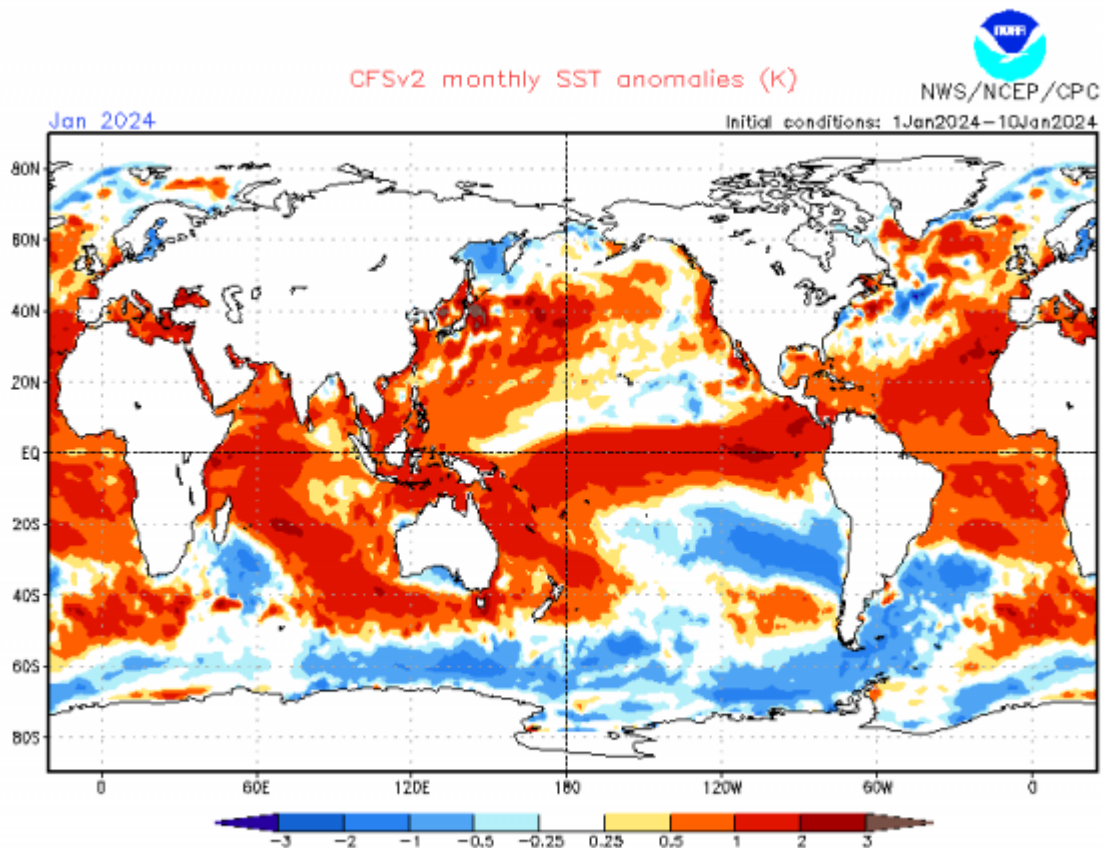 NOAA
CFSv2 monthly SST anomalies (K)
NWS/NCEP/CPC
Jan 2024
Initial conditions: 1Jan2024–10Jan2024
80N
60N
40N
20N
EQ
20S
40S
60S
80S
0 60E 120E 180 120W 60W 0
-3 -2 -1 -0.5 -0.25 0.25 0.5 1 2 3